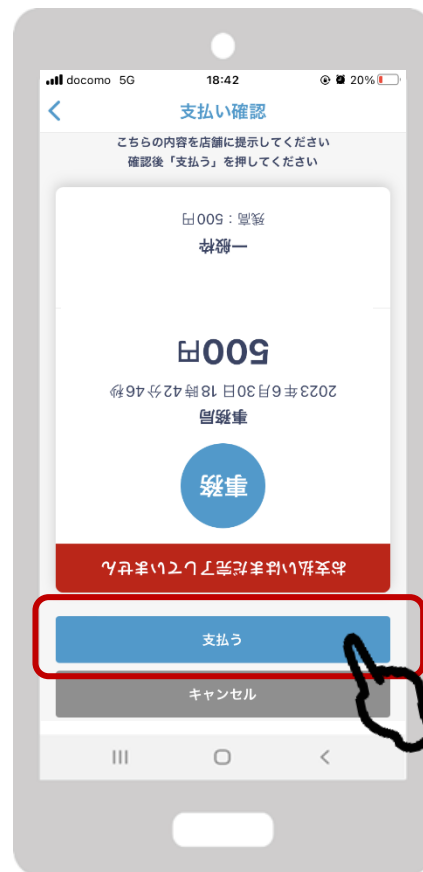 docomo 5G 18:42 20%
支払い確認
こちらの内容を店舗に提示してください
確認後「支払う」を押してください
お支払いはまだ完了していません
事務
事務局
2023年6月30日 18時42分46秒
500円
一般枠
残高：500円
支払う
キャンセル